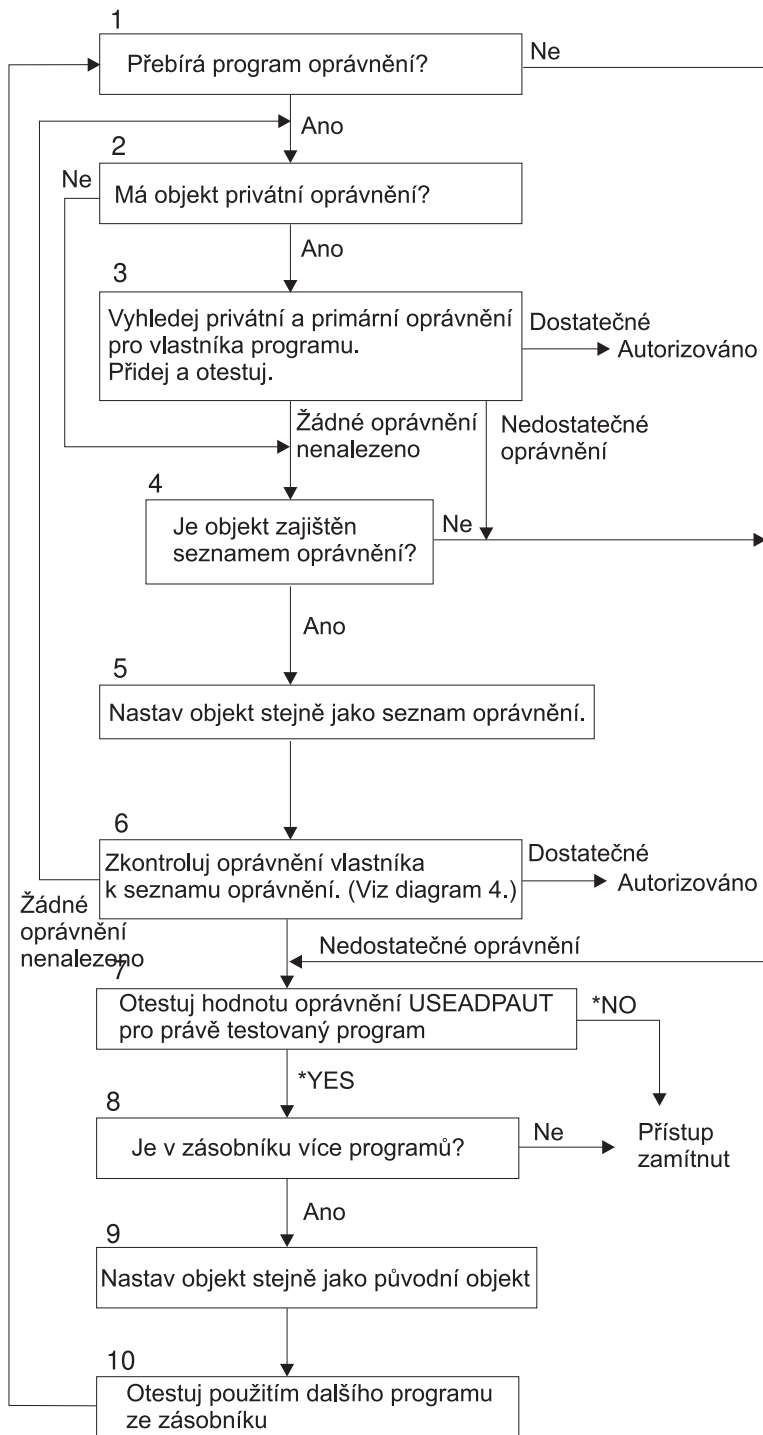 1
Přebírá program oprávnění?
Ne
Ano
2
Ne
Má objekt privátní oprávnění?
Ano
3
Vyhledej privátní a primární oprávnění
pro vlastníka programu.
Přidej a otestuj.
Dostatečné
Autorizováno
Žádné oprávnění
nenalezeno
Nedostatečné
oprávnění
4
Je objekt zajištěn
seznamem oprávnění?
Ne
Ano
5
Nastav objekt stejně jako seznam oprávnění.
6
Zkontroluj oprávnění vlastníka
k seznamu oprávnění. (Viz diagram 4.)
Dostatečné
Autorizováno
Žádné
oprávnění
nenalezeno
Nedostatečné oprávnění
7
Otestuj hodnotu oprávnění USEADPAUT
pro právě testovaný program
*NO
*YES
8
Je v zásobníku více programů?
Ne
Přístup
zamítnut
Ano
9
Nastav objekt stejně jako původní objekt
10
Otestuj použitím dalšího programu
ze zásobníku